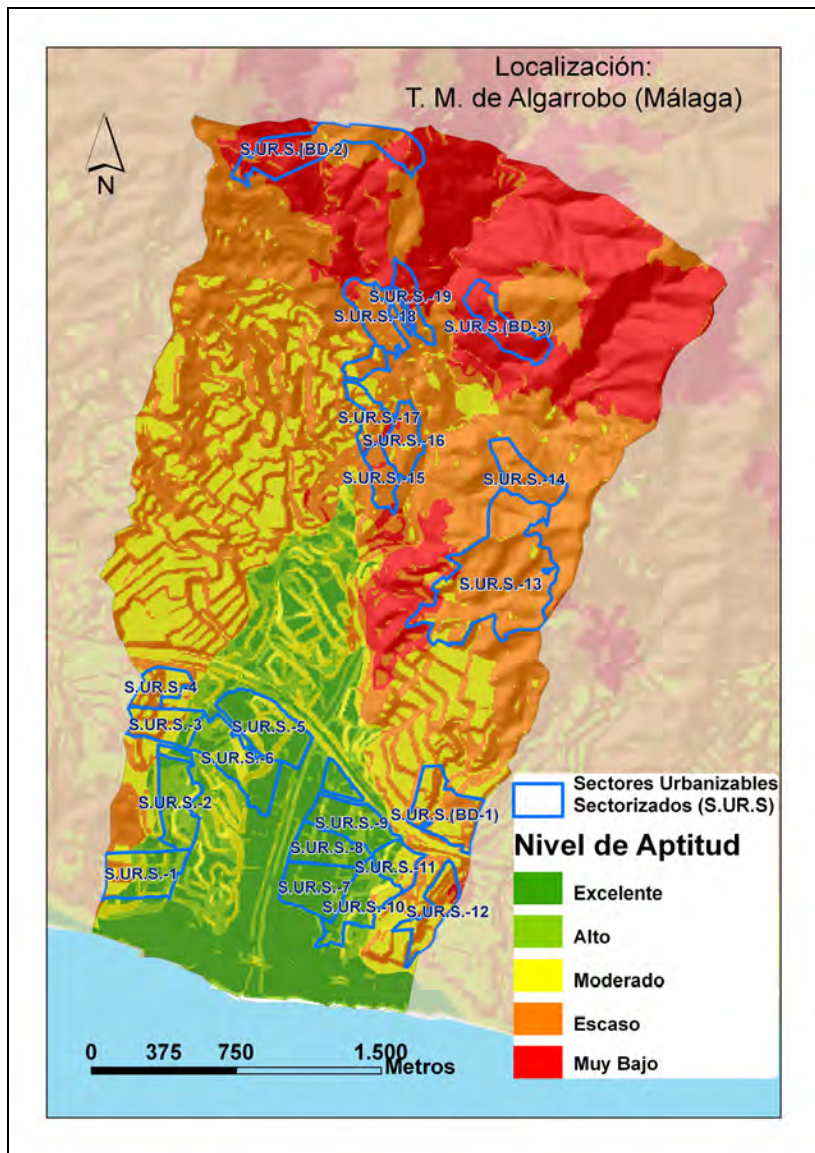 Localización:
T. M. de Algarrobo (Málaga)
N
S.UR.S.(BD-2)
S.UR.S.-19
S.UR.S.-18
S.UR.S.(BD-3)
S.UR.S.-17
S.UR.S.-16
S.UR.S.-15
S.UR.S.-14
S.UR.S.-13
S.UR.S.-4
S.UR.S.-3
S.UR.S.-5
S.UR.S.-6
S.UR.S.-2
S.UR.S.(BD-1)
S.UR.S.-9
S.UR.S.-8
S.UR.S.-11
S.UR.S.-1
S.UR.S.-7
S.UR.S.-10
S.UR.S.-12
Sectores Urbanizables
Sectorizados (S.UR.S)
Nivel de Aptitud
Excelente
Alto
Moderado
Escaso
Muy Bajo
0 375 750 1.500
Metros